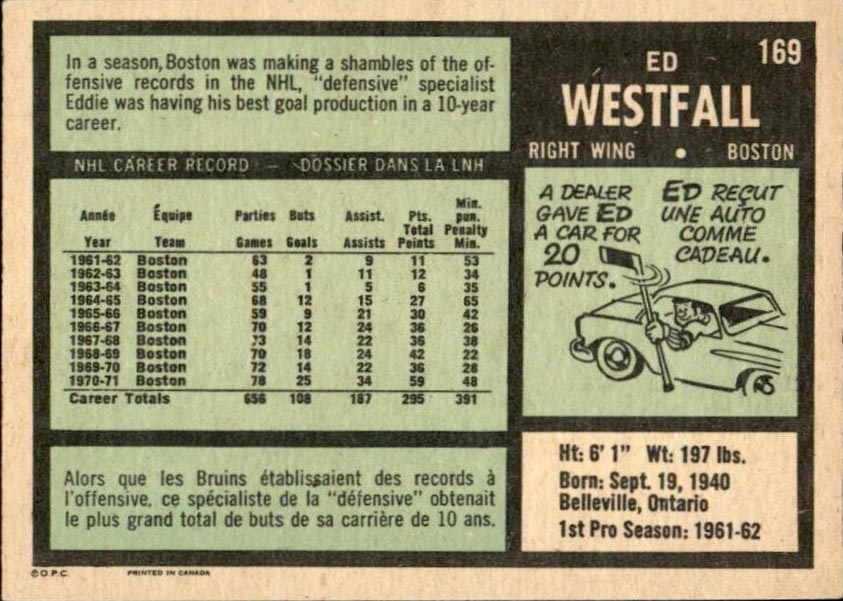 169
ED
WESTFALL
RIGHT WING • BOSTON
In a season, Boston was making a shambles of the of-
fensive records in the NHL, "defensive" specialist
Eddie was having his best goal production in a 10-year
career.
NHL CAREER RECORD — DOSSIER DANS LA LNH
Année Équipe Parties Buts Assist. Pts. Total Min. pun. Penalty
Year Team Games Goals Assists Points Min.
1961-62 Boston 63 2 9 11 53
1962-63 Boston 48 1 11 12 34
1963-64 Boston 55 1 5 6 35
1964-65 Boston 68 12 15 27 65
1965-66 Boston 59 9 21 30 42
1966-67 Boston 70 12 24 36 26
1967-68 Boston 73 14 22 36 38
1968-69 Boston 70 18 24 42 22
1969-70 Boston 72 14 22 36 28
1970-71 Boston 78 25 34 59 48
Career Totals 656 108 187 295 391
Alors que les Bruins établissaient des records à
l'offensive, ce spécialiste de la "défensive" obtenait
le plus grand total de buts de sa carrière de 10 ans.
A DEALER
GAVE ED
A CAR FOR
20
POINTS.
ED REÇUT
UNE AUTO
COMME
CADEAU.
Ht: 6' 1" Wt: 197 lbs.
Born: Sept. 19, 1940
Belleville, Ontario
1st Pro Season: 1961-62
© O.P.C. PRINTED IN CANADA